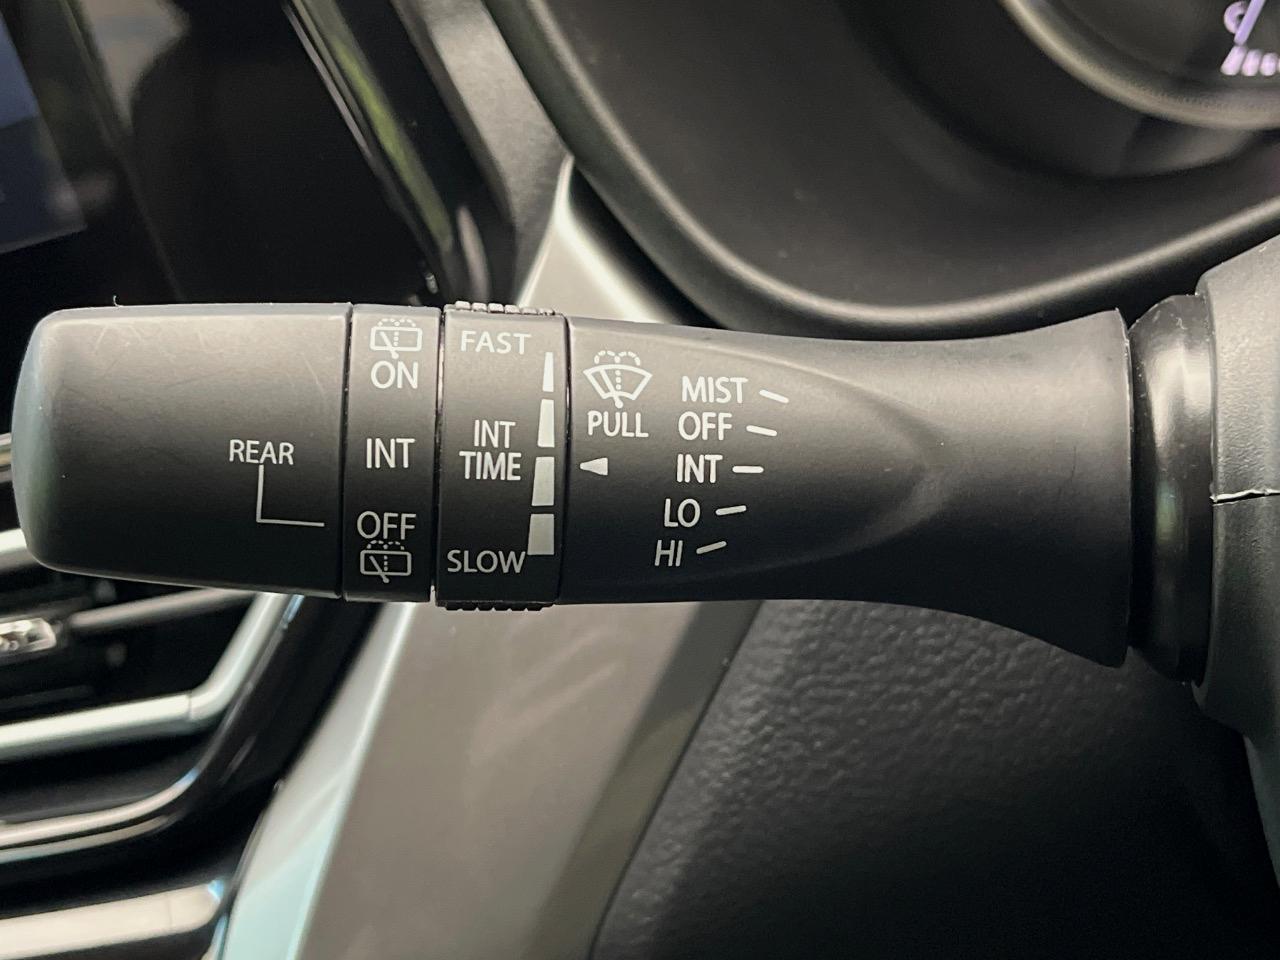 REAR
ON
INT
OFF
FAST
INT
TIME
SLOW
PULL
MIST
OFF
INT
LO
HI